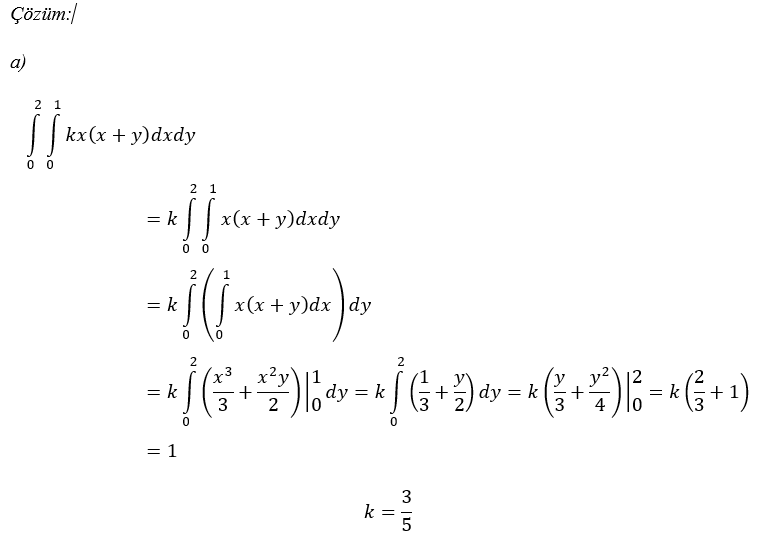 Çözüm:/
a)
∫₀² ∫₀¹ kx(x + y)dxdy
= k ∫₀² ∫₀¹ x(x + y)dxdy
= k ∫₀² (∫₀¹ x(x + y)dx) dy
= k ∫₀² (x³/3 + x²y/2)|₀¹ dy = k ∫₀² (1/3 + y/2) dy = k (y/3 + y²/4)|₀² = k (2/3 + 1)
= 1
k = 3/5